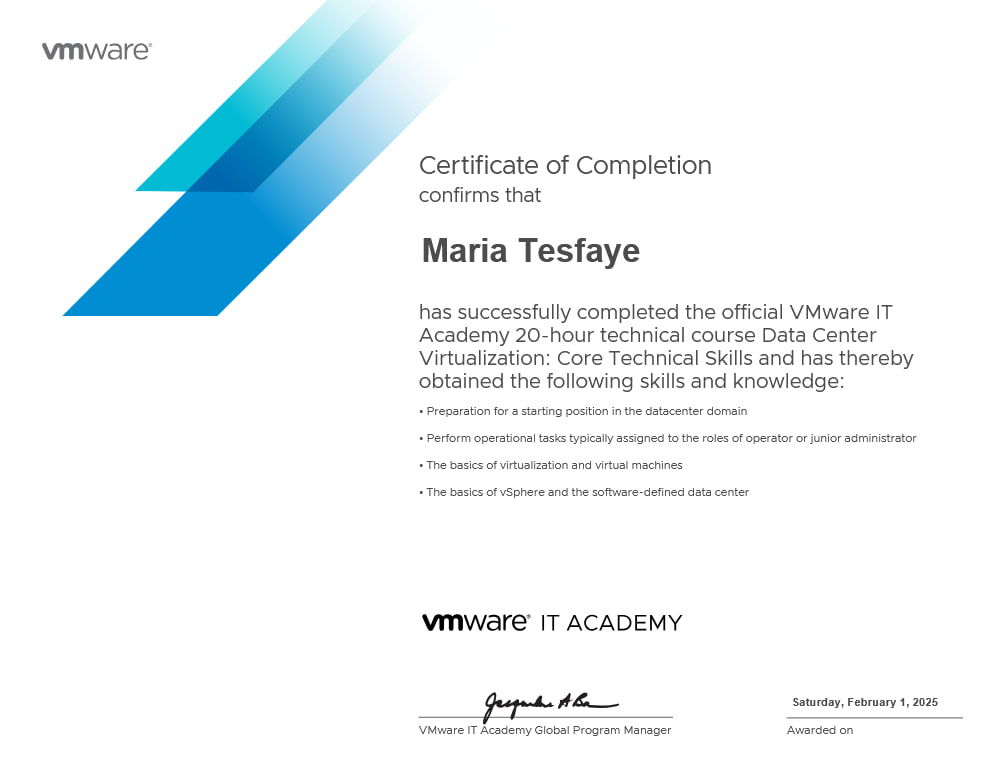 vmware®
Certificate of Completion
confirms that
Maria Tesfaye
has successfully completed the official VMware IT
Academy 20-hour technical course Data Center
Virtualization: Core Technical Skills and has thereby
obtained the following skills and knowledge:
• Preparation for a starting position in the datacenter domain
• Perform operational tasks typically assigned to the roles of operator or junior administrator
• The basics of virtualization and virtual machines
• The basics of vSphere and the software-defined data center
vmware® IT ACADEMY
Saturday, February 1, 2025
VMware IT Academy Global Program Manager
Awarded on